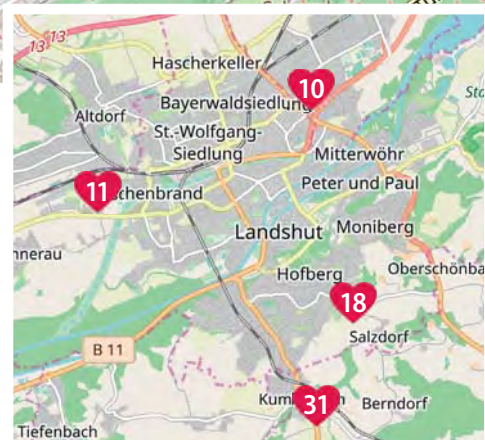 13
13
Hascherkeller
10
Bayerwaldsiedlung
Altdorf
St.-Wolfgang-
Siedlung
Mitterwöhr
11
Peter und Paul
Landshut
Moniberg
Hofberg
18
Salzdorf
B 11
31
Berndorf
Tiefenbach